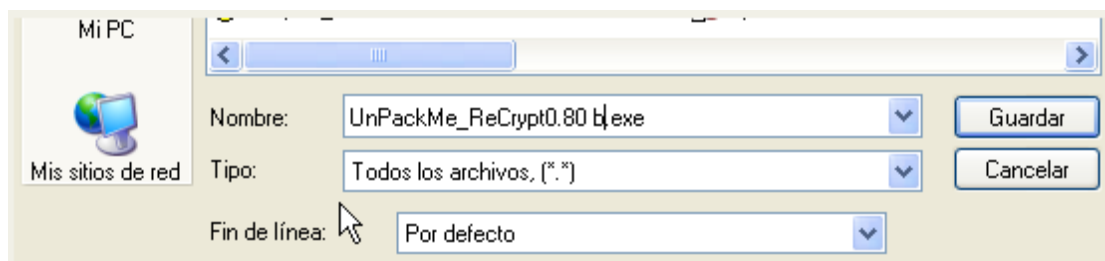 Mi PC
Mis sitios de red
Nombre: UnPackMe_ReCrypt0.80 b.exe Guardar
Tipo: Todos los archivos, (*.*) Cancelar
Fin de línea: Por defecto